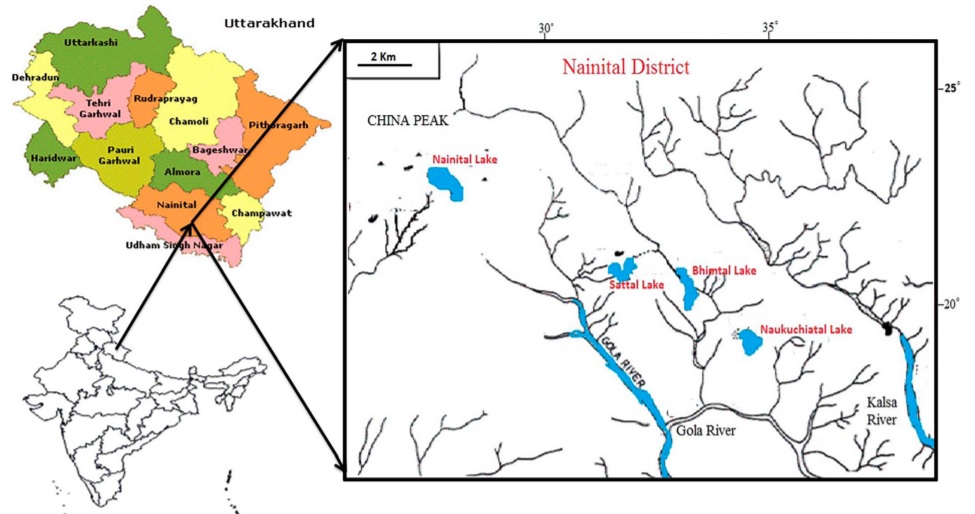 Uttarakhand
Uttarkashi
Dehradun
Tehri
Garhwal
Rudraprayag
Chamoli
Pithoragarh
Haridwar
Pauri
Garhwal
Bageshwar
Almora
Nainital
Champawat
Udham Singh Nagar
30'
35'
2 Km
Nainital District
25'
CHINA PEAK
Nainital Lake
Sattal Lake
Bhimtal Lake
20'
Naukuchiatal Lake
GOLA RIVER
Gola River
Kalsa
River